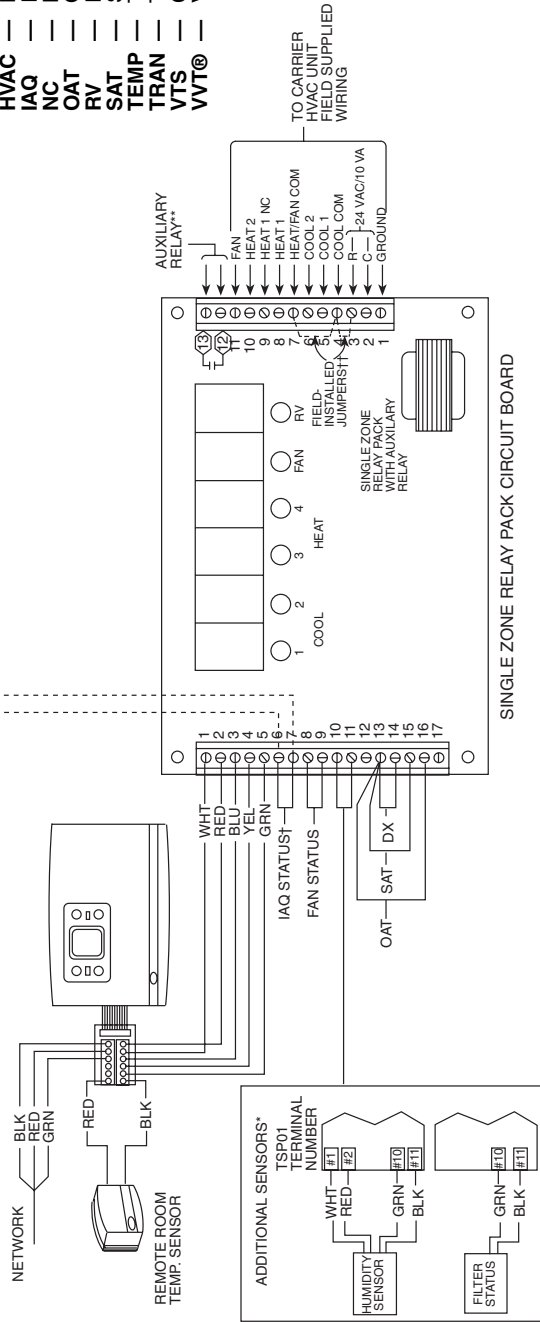 HVAC —
IAQ —
NC —
OAT —
RV —
SAT —
TEMP —
TRAN —
VTS —
VVT® —
NETWORK
BLK
RED
GRN
RED
BLK
REMOTE ROOM
TEMP. SENSOR
ADDITIONAL SENSORS*
TSP01
TERMINAL
NUMBER
WHT
#1
RED
#2
HUMIDITY
SENSOR
GRN
#10
BLK
#11
FILTER
STATUS
GRN
#10
BLK
#11
WHT
RED
BLU
YEL
GRN
IAQ STATUS†
FAN STATUS
OAT
SAT
DX
1
2
3
4
5
6
7
8
9
10
11
12
13
14
15
16
17
1
2
COOL
3
4
HEAT
FAN
RV
FIELD-
INSTALLED
JUMPERS††
SINGLE ZONE
RELAY PACK
WITH AUXILARY
RELAY
13
12
11
10
9
8
7
6
5
4
3
2
1
AUXILIARY
RELAY**
FAN
HEAT 2
HEAT 1 NC
HEAT 1
HEAT/FAN COM
COOL 2
COOL 1
COOL COM
R
24 VAC/10 VA
C
GROUND
TO CARRIER
HVAC UNIT
FIELD SUPPLIED
WIRING
SINGLE ZONE RELAY PACK CIRCUIT BOARD